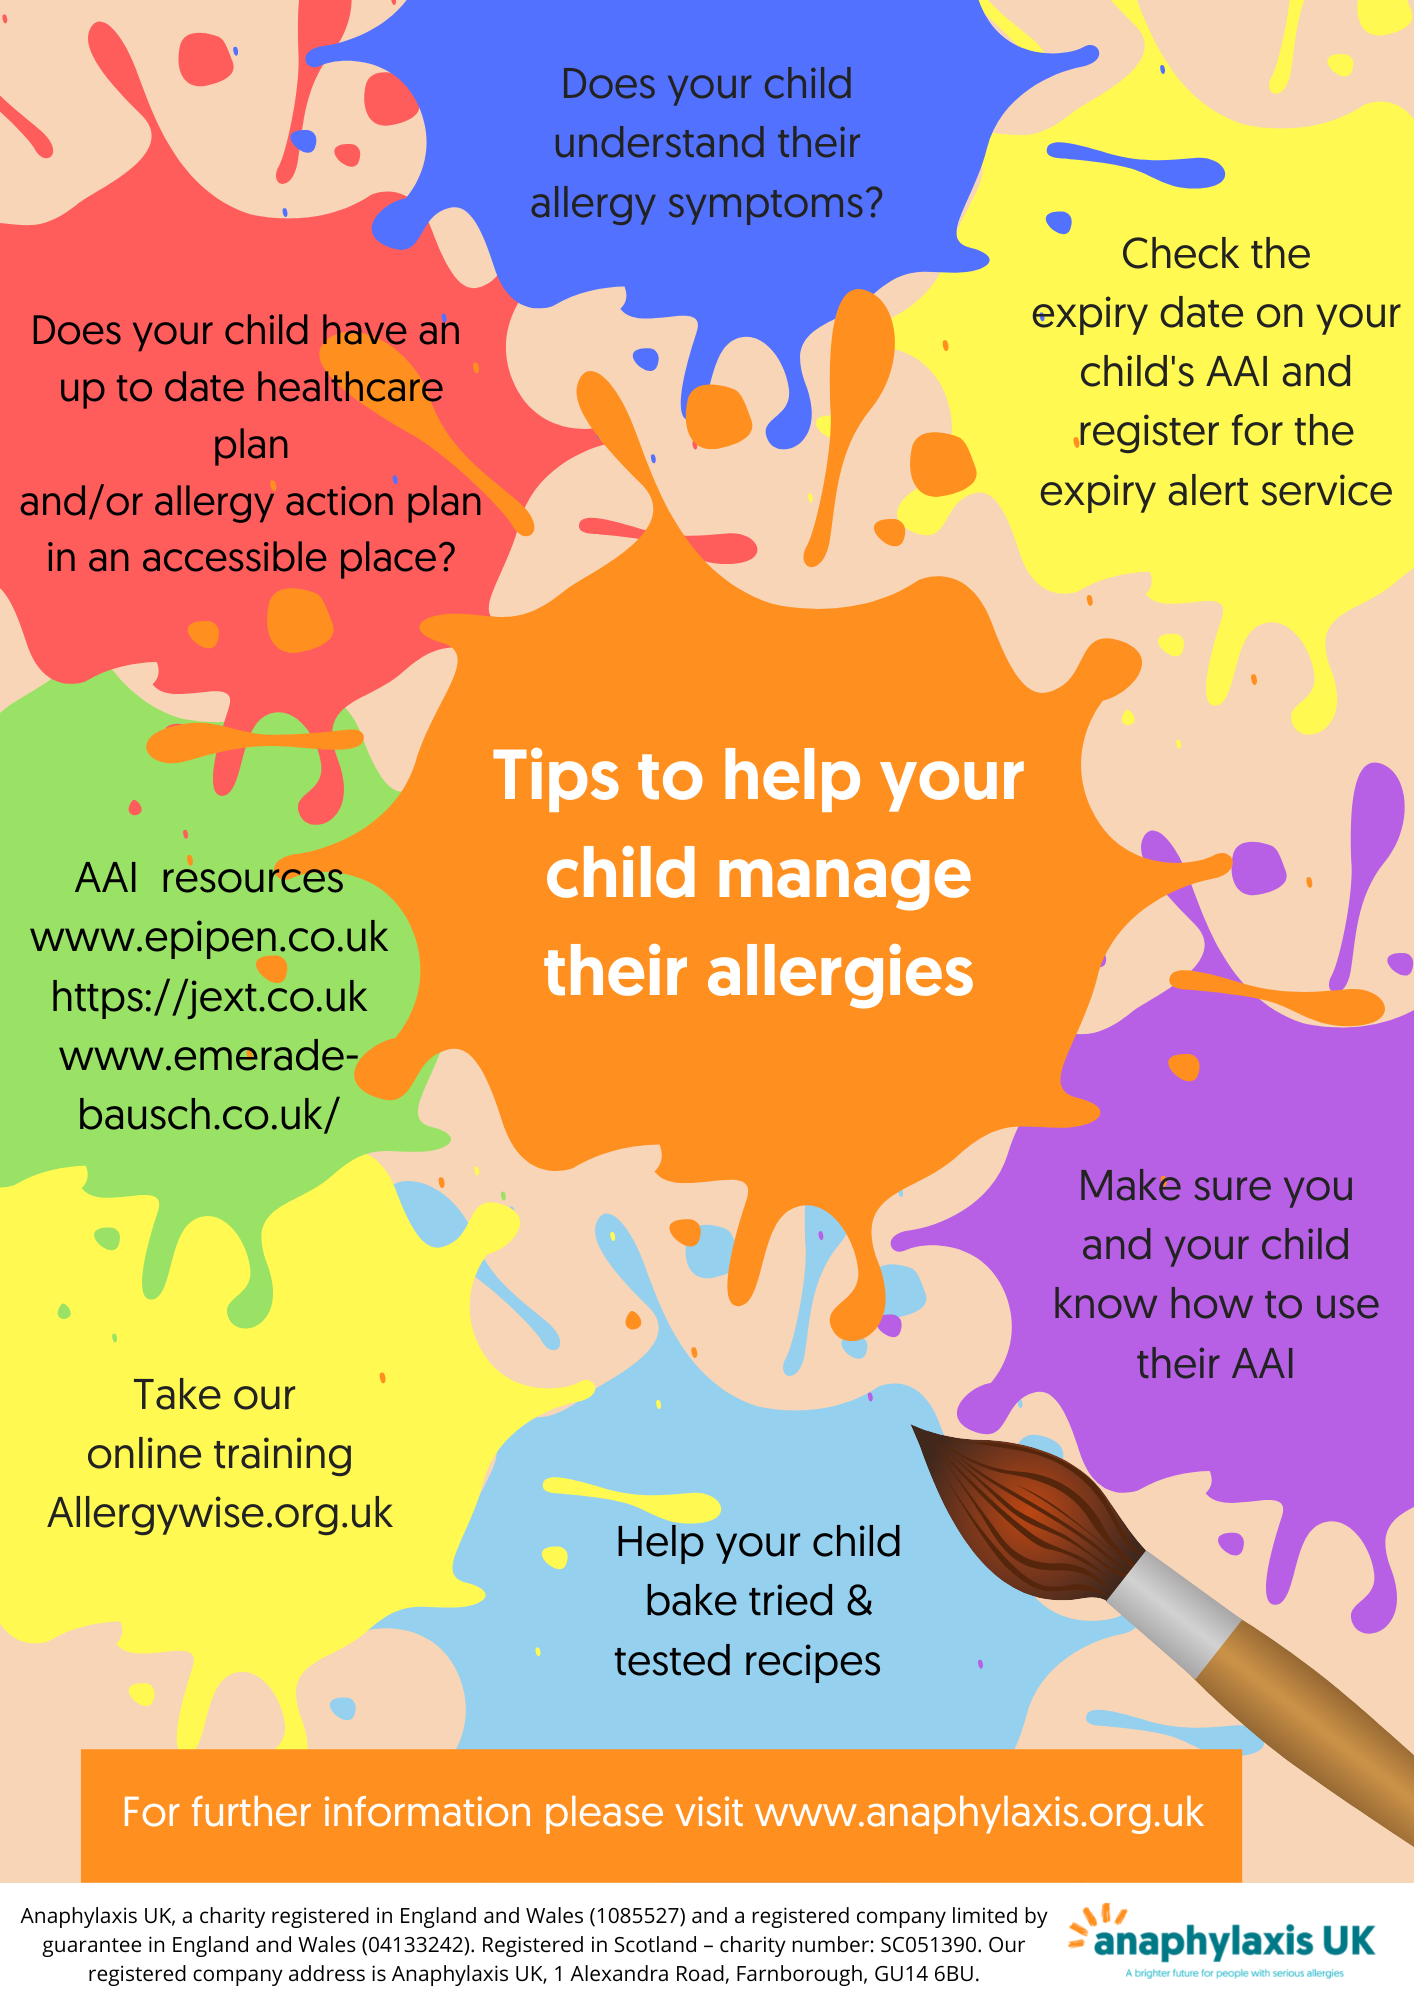 Does your child
understand their
allergy symptoms?
Check the
expiry date on your
child's AAI and
register for the
expiry alert service
Does your child have an
up to date healthcare
plan
and/or allergy action plan
in an accessible place?
Tips to help your
child manage
their allergies
AAI  resources
www.epipen.co.uk
https://jext.co.uk
www.emerade-
bausch.co.uk/
Make sure you
and your child
know how to use
their AAI
Take our
online training
Allergywise.org.uk
Help your child
bake tried &
tested recipes
For further information please visit www.anaphylaxis.org.uk
Anaphylaxis UK, a charity registered in England and Wales (1085527) and a registered company limited by
guarantee in England and Wales (04133242). Registered in Scotland – charity number: SC051390. Our
registered company address is Anaphylaxis UK, 1 Alexandra Road, Farnborough, GU14 6BU.
anaphylaxis UK
A brighter future for people with serious allergies